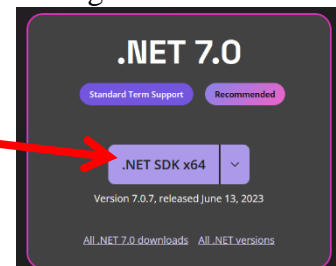 .NET 7.0
Standard Term Support Recommended
.NET SDK x64
Version 7.0.7, released June 13, 2023
All .NET 7.0 downloads All .NET versions